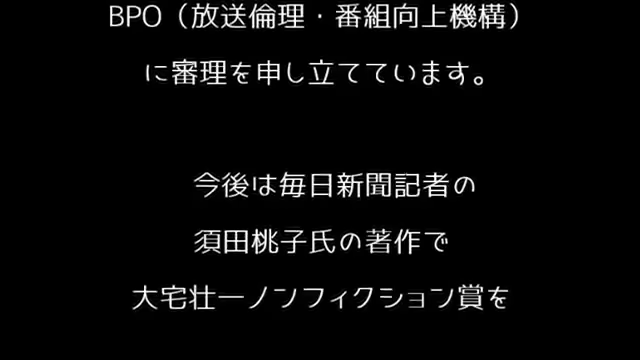 BPO（放送倫理・番組向上機構）
に審理を申し立てています。
今後は毎日新聞記者の
須田桃子氏の著作で
大宅壮一ノンフィクション賞を